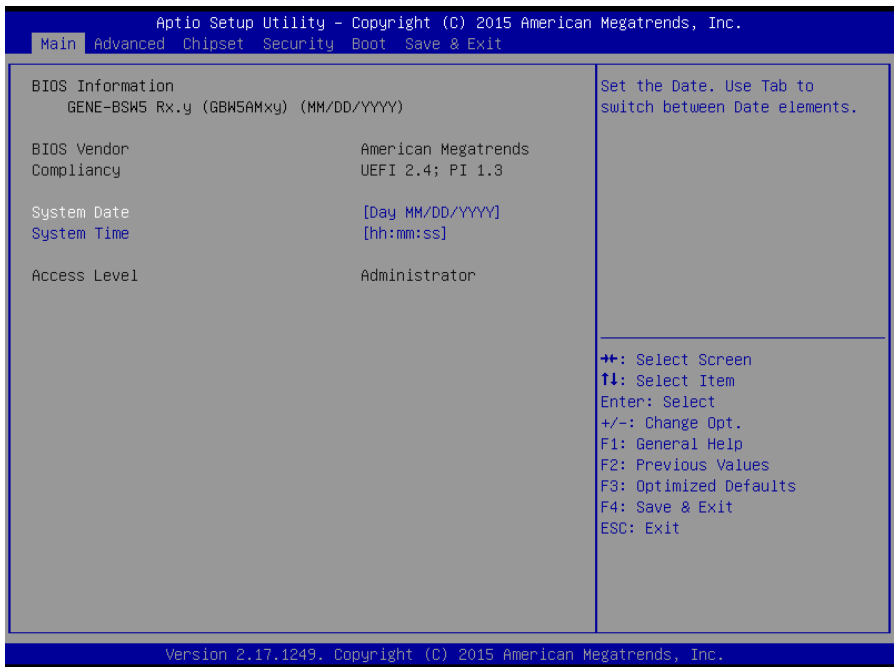 Aptio Setup Utility – Copyright (C) 2015 American Megatrends, Inc.
Main Advanced Chipset Security Boot Save & Exit
BIOS Information
GENE-BSW5 Rx.y (GBW5AMxy) (MM/DD/YYYY)
BIOS Vendor American Megatrends
Compliancy UEFI 2.4; PI 1.3
System Date [Day MM/DD/YYYY]
System Time [hh:mm:ss]
Access Level Administrator
Set the Date. Use Tab to
switch between Date elements.
→←: Select Screen
↑↓: Select Item
Enter: Select
+/-: Change Opt.
F1: General Help
F2: Previous Values
F3: Optimized Defaults
F4: Save & Exit
ESC: Exit
Version 2.17.1249. Copyright (C) 2015 American Megatrends, Inc.